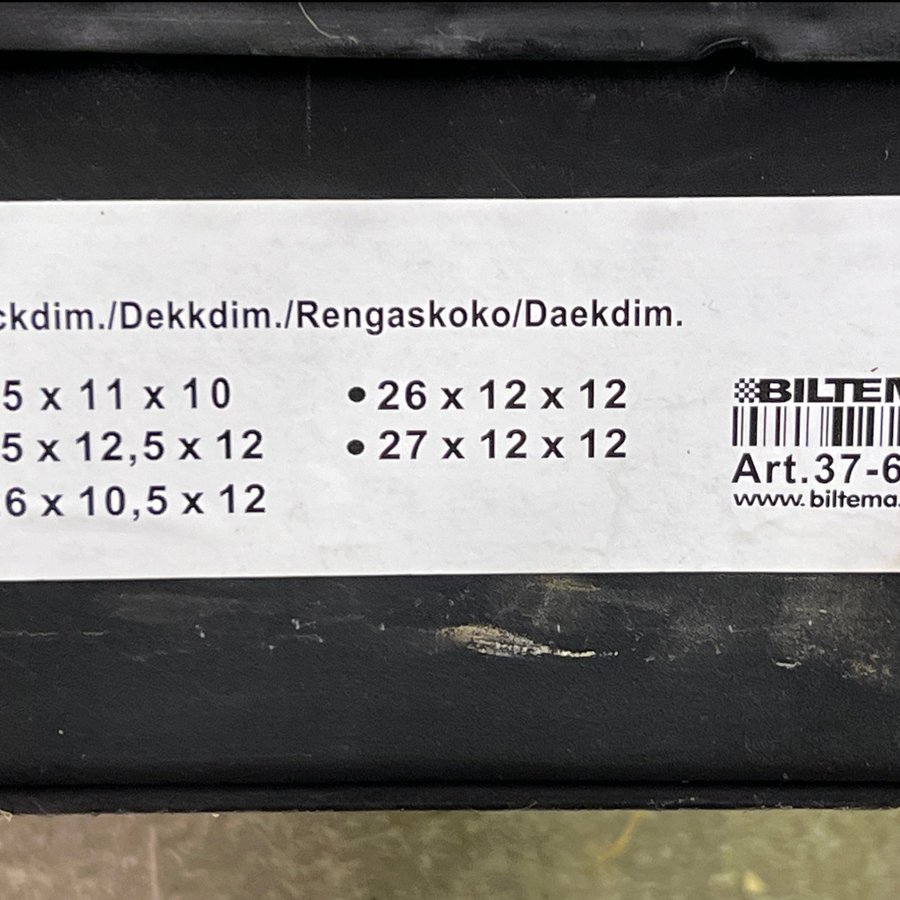 ckdim./Dekkdim./Rengaskoko/Daekdim.
5 x 11 x 10
5 x 12,5 x 12
6 x 10,5 x 12
• 26 x 12 x 12
• 27 x 12 x 12
BILTEM
Art.37-6
www.biltema.